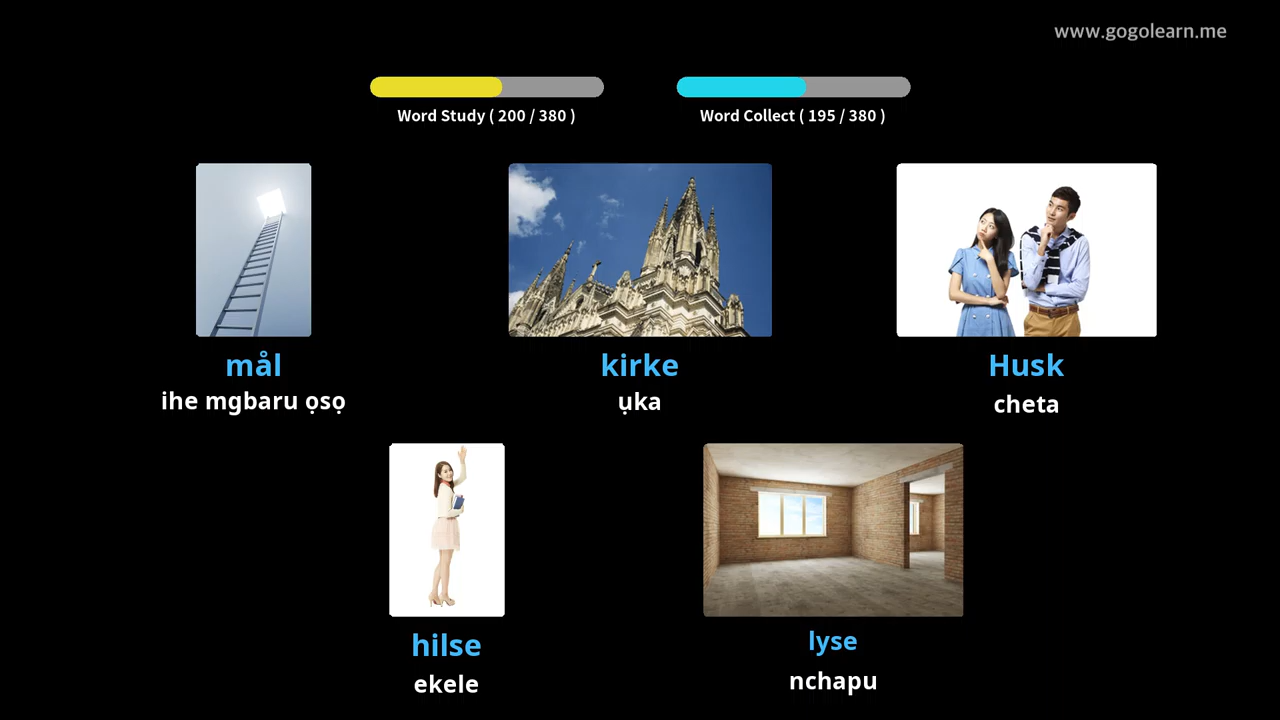 www.gogolearn.me
Word Study ( 200 / 380 )
Word Collect ( 195 / 380 )
mål
ihe mgbaru ọsọ
kirke
ụka
Husk
cheta
hilse
ekele
lyse
nchapu